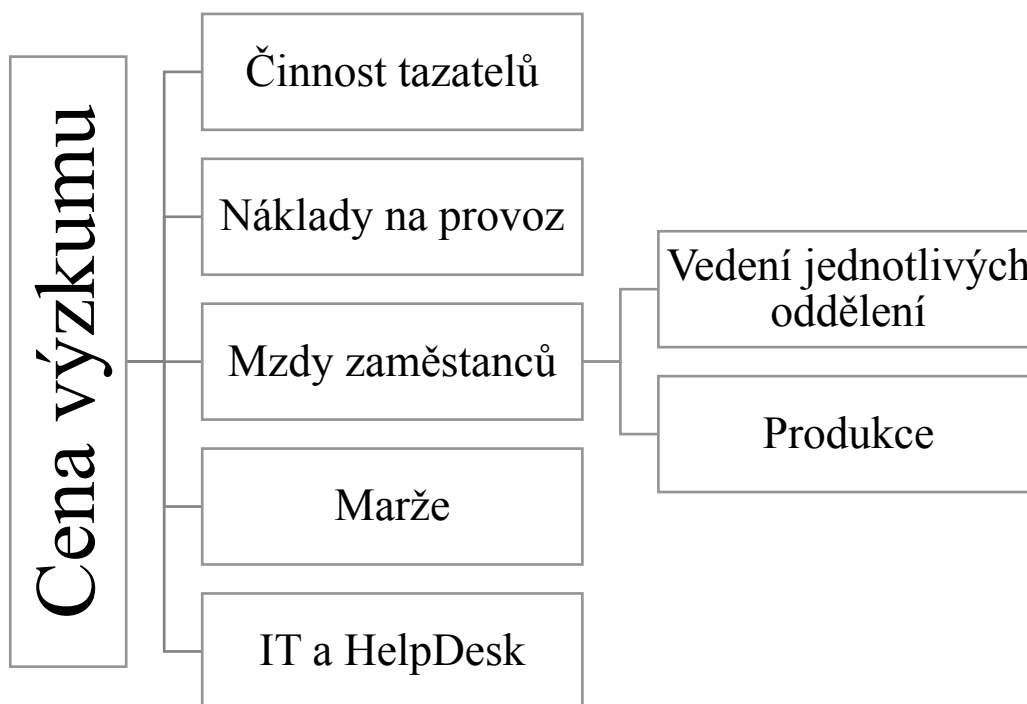 Cena výzkumu
Činnost tazatelů
Náklady na provoz
Mzdy zaměstanců
Vedení jednotlivých
oddělení
Produkce
Marže
IT a HelpDesk